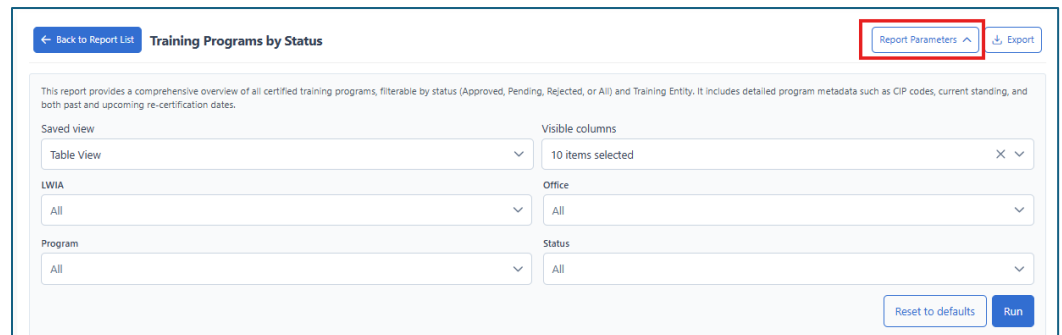 Back to Report List
Training Programs by Status
Report Parameters
Export
This report provides a comprehensive overview of all certified training programs, filterable by status (Approved, Pending, Rejected, or All) and Training Entity. It includes detailed program metadata such as CIP codes, current standing, and
both past and upcoming re-certification dates.
Saved view
Visible columns
Table View
10 items selected
LWIA
Office
All
All
Program
Status
All
All
Reset to defaults
Run